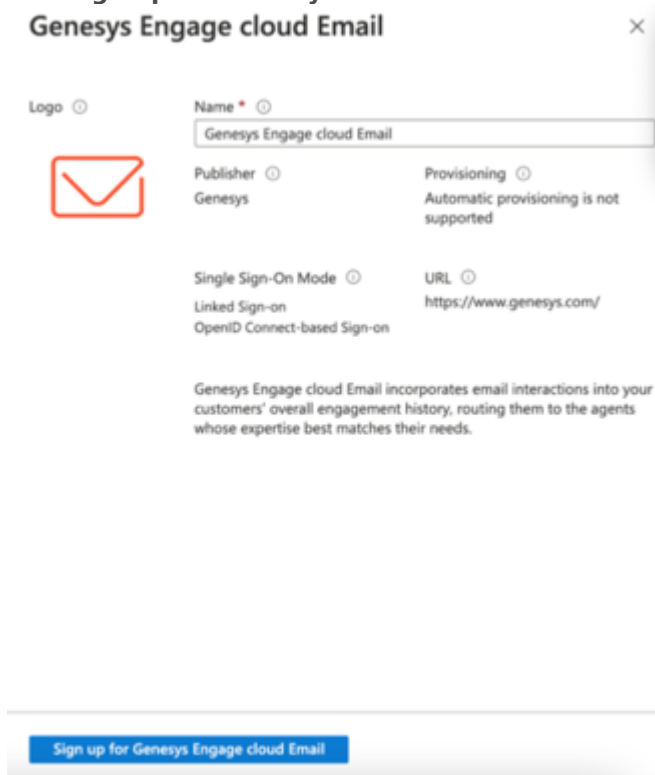 Genesys Engage cloud Email
Logo
Name *
Genesys Engage cloud Email
Publisher
Provisioning
Genesys
Automatic provisioning is not
supported
Single Sign-On Mode
URL
Linked Sign-on
https://www.genesys.com/
OpenID Connect-based Sign-on
Genesys Engage cloud Email incorporates email interactions into your
customers' overall engagement history, routing them to the agents
whose expertise best matches their needs.
Sign up for Genesys Engage cloud Email